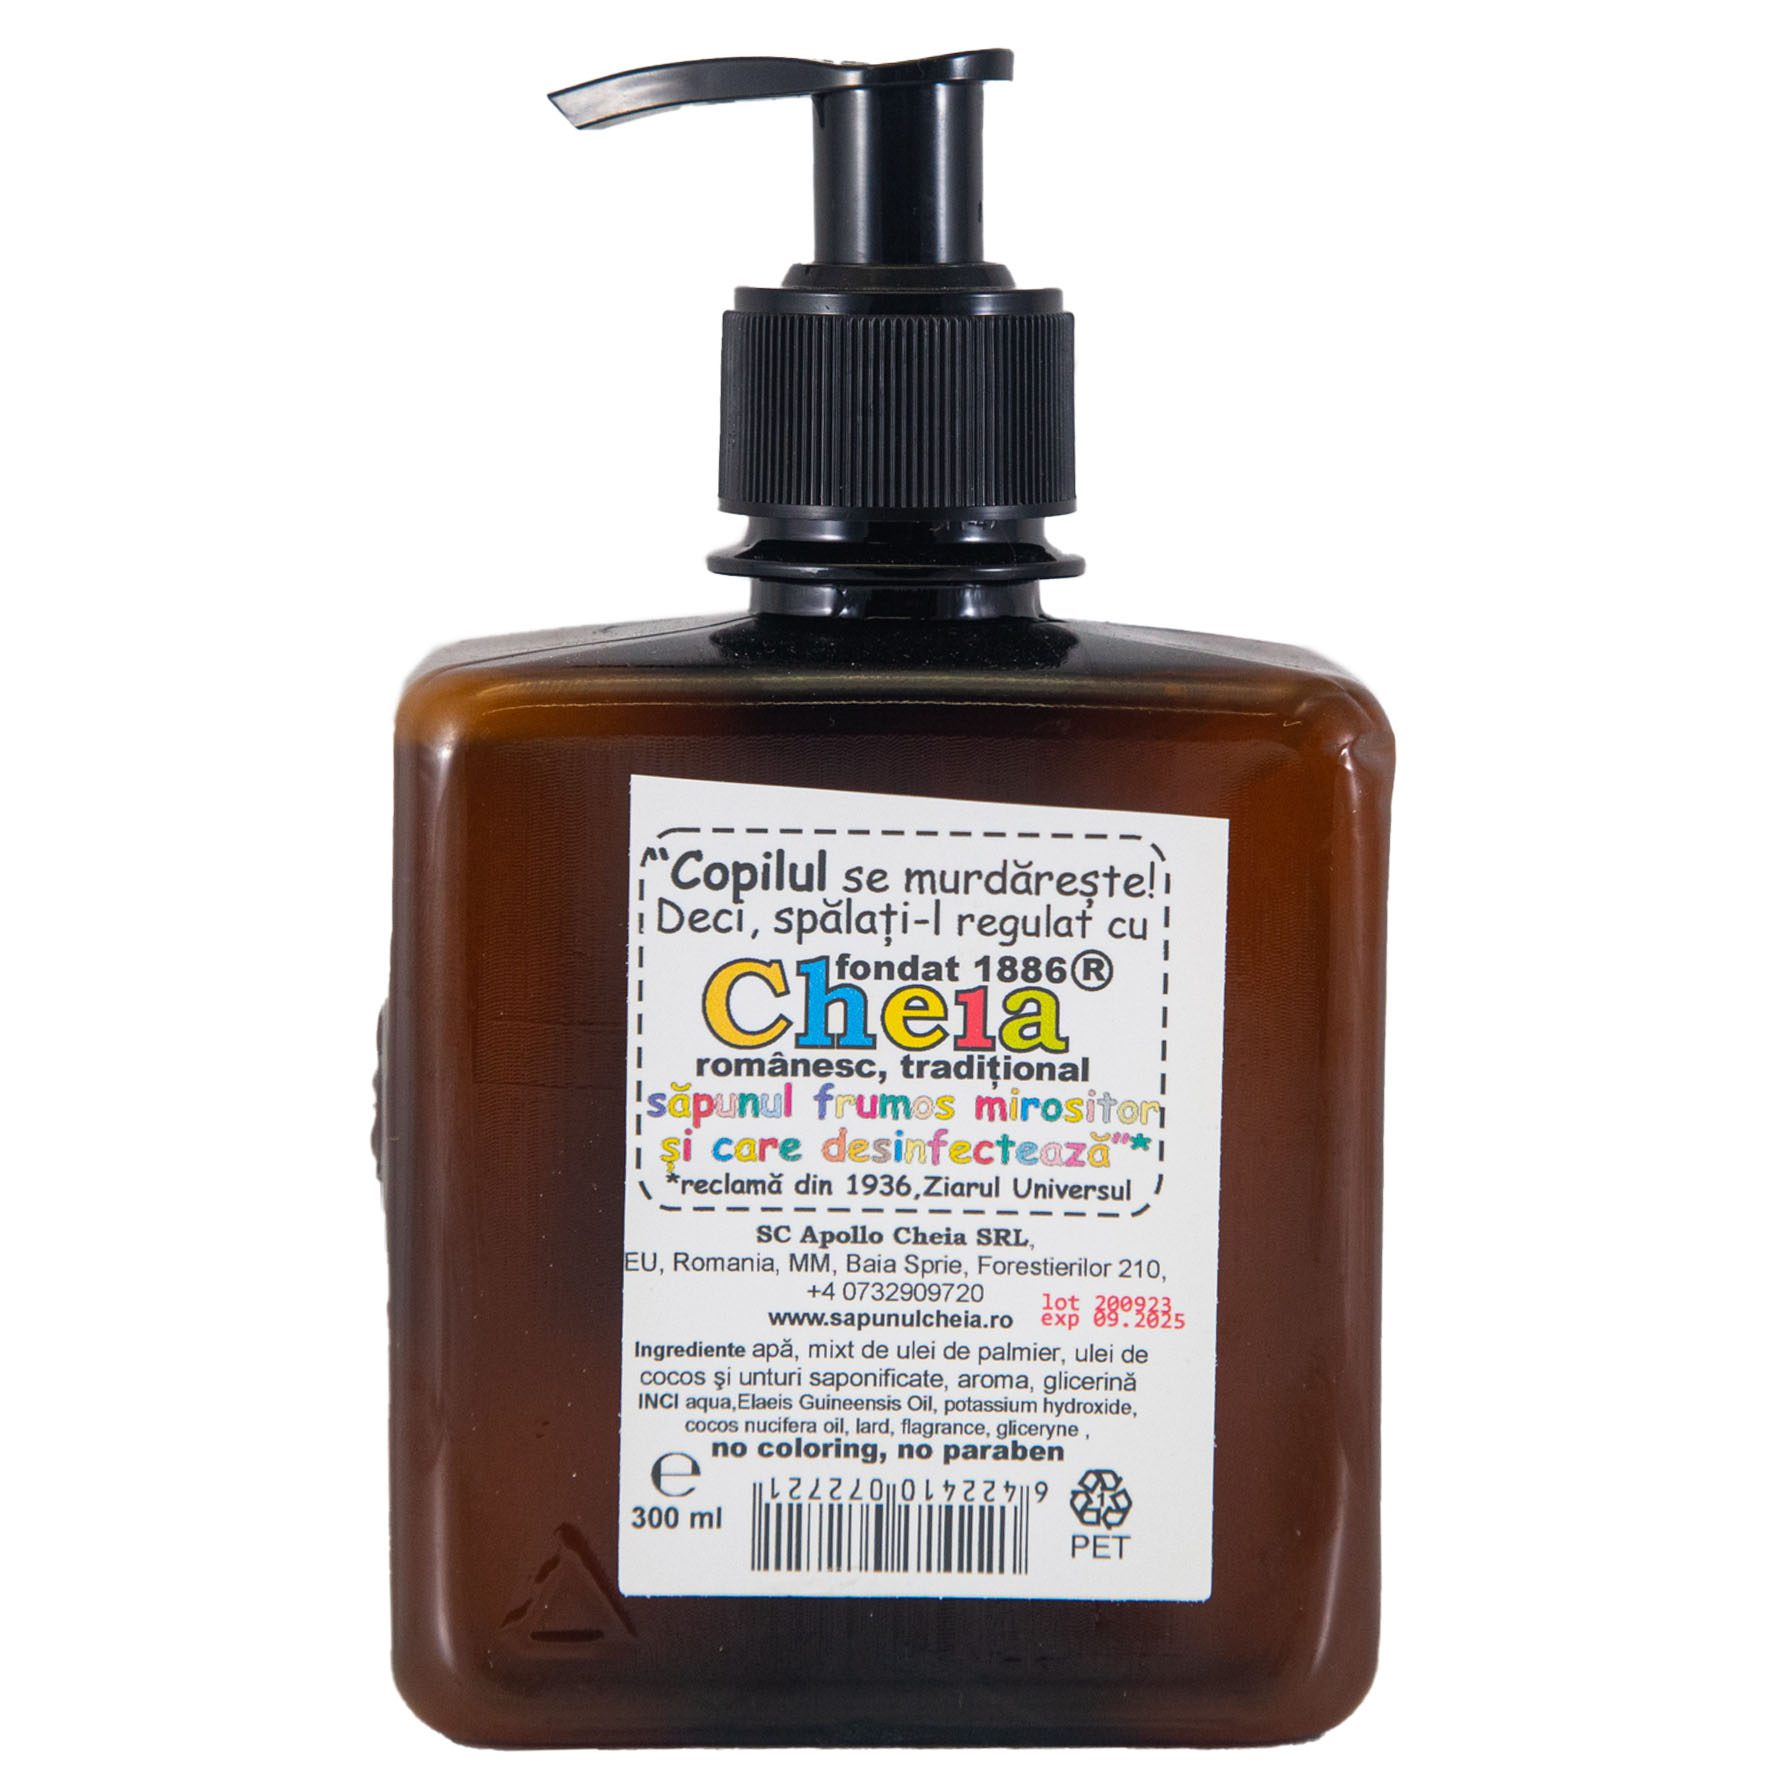 “Copilul se murdărește!
Deci, spălați-l regulat cu
fondat 1886®
Cheia
românesc, tradițional
săpunul frumos mirositor
și care desinfectează”*
*reclamă din 1936,Ziarul Universul
SC Apollo Cheia SRL,
EU, Romania, MM, Baia Sprie, Forestierilor 210,
+4 0732909720
www.sapunulcheia.ro
lot 200923
exp 09.2025
Ingrediente apă, mixt de ulei de palmier, ulei de
cocos și unturi saponificate, aroma, glicerină
INCI aqua,Elaeis Guineensis Oil, potassium hydroxide,
cocos nucifera oil, lard, flagrance, gliceryne ,
no coloring, no paraben
℮
300 ml
6422410072721
1
PET